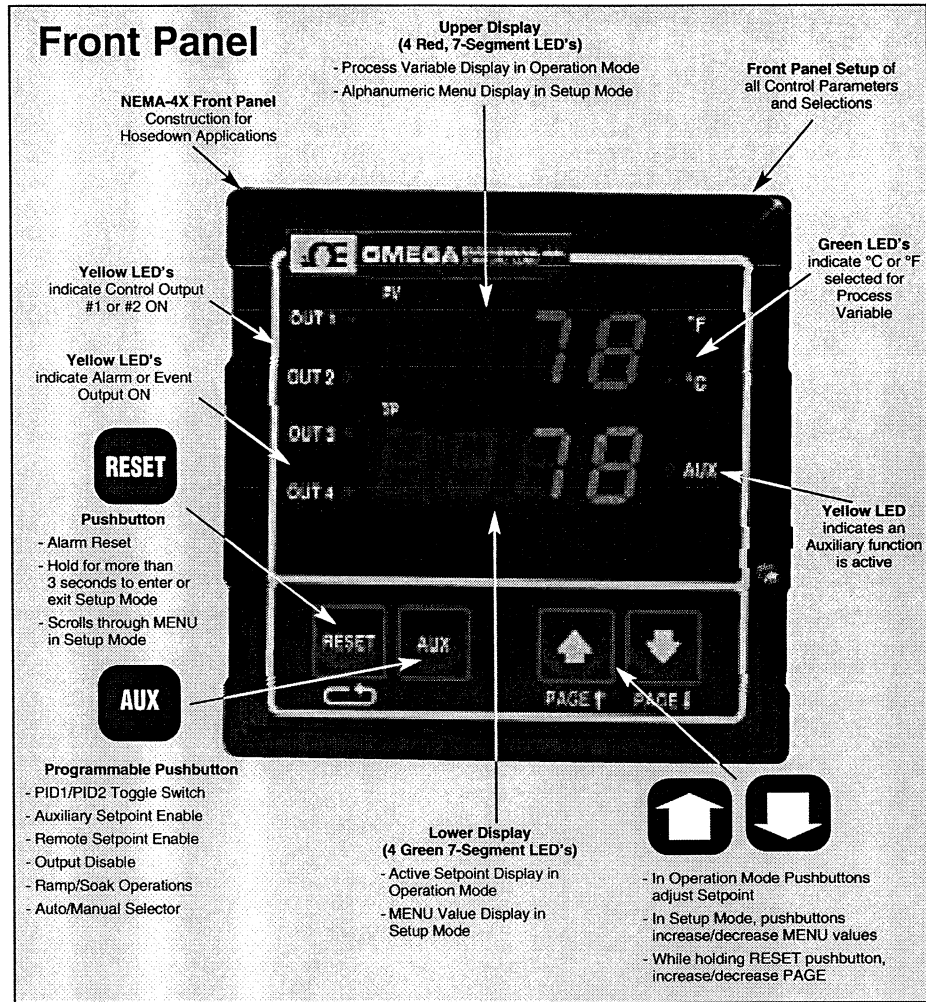 Front Panel
Upper Display
(4 Red, 7-Segment LED's)
- Process Variable Display in Operation Mode
- Alphanumeric Menu Display in Setup Mode
Front Panel Setup of
all Control Parameters
and Selections
NEMA-4X Front Panel
Construction for
Hosedown Applications
Green LED's
indicate °C or °F
selected for
Process
Variable
Yellow LED's
indicate Control Output
#1 or #2 ON
Yellow LED's
indicate Alarm or Event
Output ON
OMEGA
PV
OUT 1
78
°F
OUT 2
°C
SP
OUT 3
78
AUX
OUT 4
RESET
Pushbutton
- Alarm Reset
- Hold for more than
3 seconds to enter or
exit Setup Mode
- Scrolls through MENU
in Setup Mode
Yellow LED
indicates an
Auxiliary function
is active
RESET
AUX
PAGE
PAGE
AUX
Programmable Pushbutton
- PID1/PID2 Toggle Switch
- Auxiliary Setpoint Enable
- Remote Setpoint Enable
- Output Disable
- Ramp/Soak Operations
- Auto/Manual Selector
Lower Display
(4 Green 7-Segment LED's)
- Active Setpoint Display in
Operation Mode
- MENU Value Display in
Setup Mode
- In Operation Mode Pushbuttons
adjust Setpoint
- In Setup Mode, pushbuttons
increase/decrease MENU values
- While holding RESET pushbutton,
increase/decrease PAGE